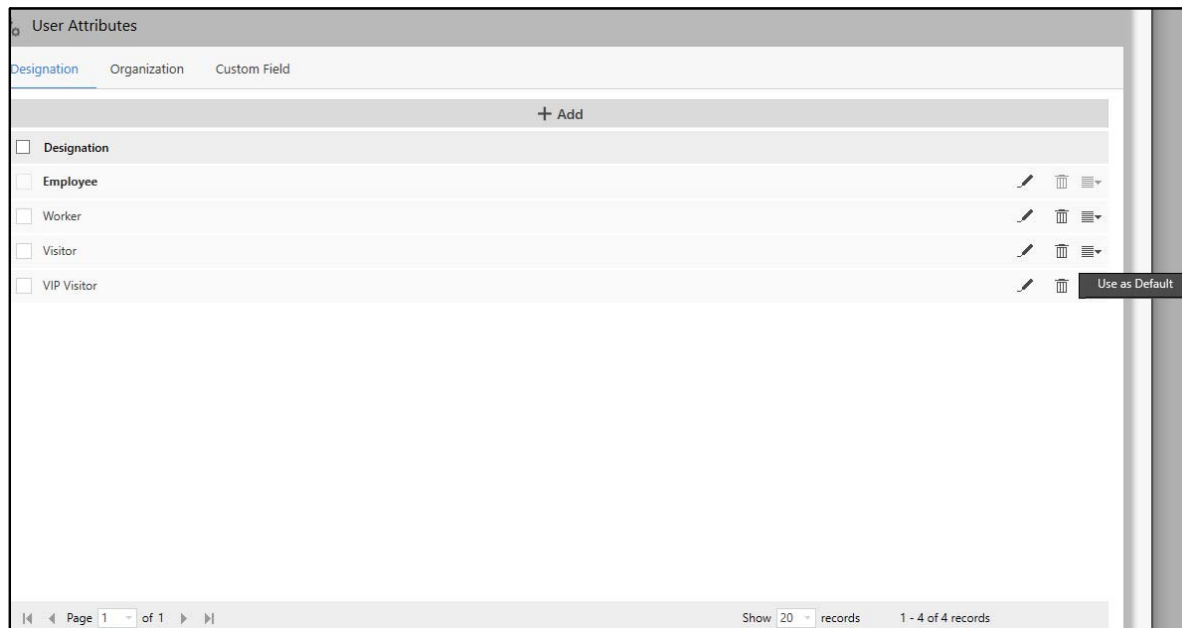 User Attributes
Designation Organization Custom Field
+ Add
Designation
Employee
Worker
Visitor
VIP Visitor Use as Default
Page 1 of 1 Show 20 records 1 - 4 of 4 records